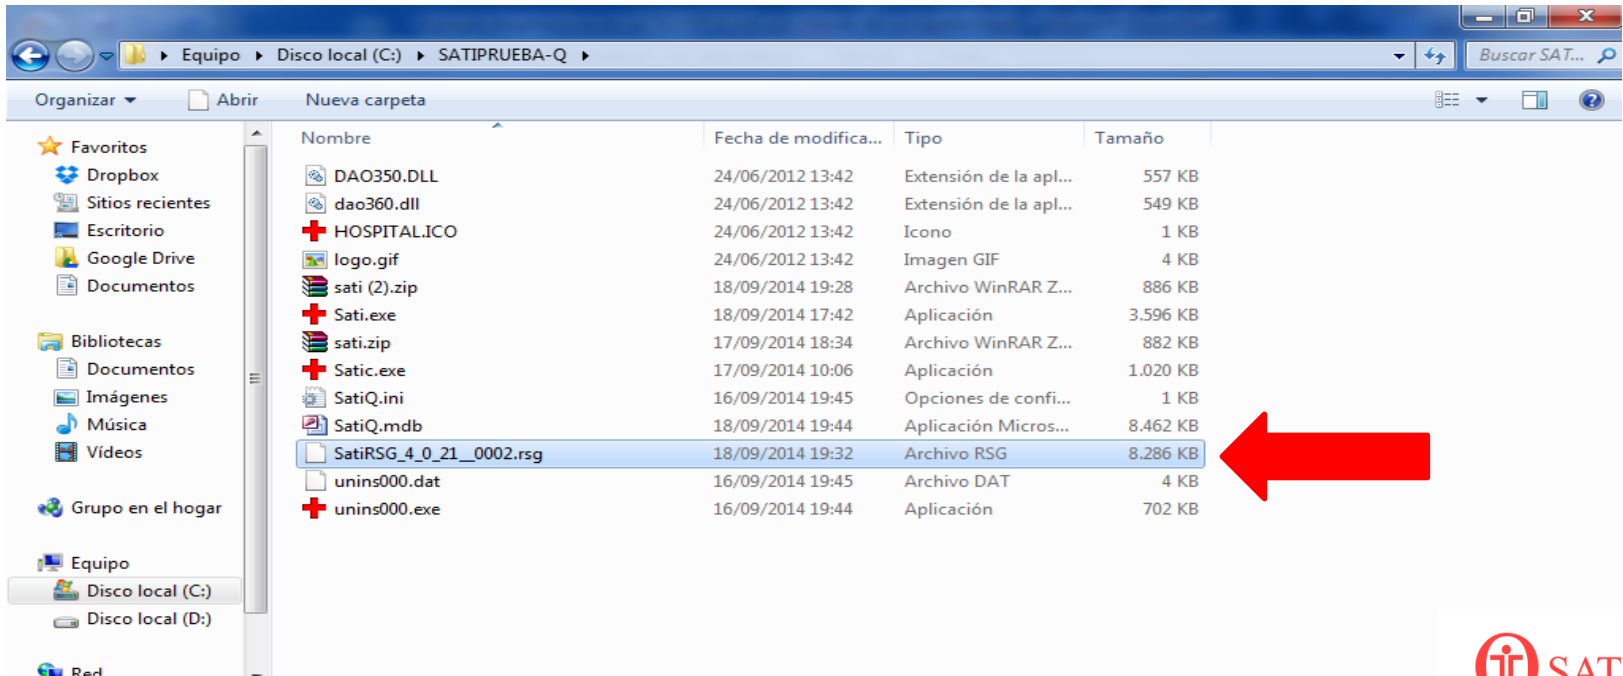 Equipo Disco local (C:) SATIPRUEBA-Q Buscar SAT...
Organizar Abrir Nueva carpeta
Nombre Fecha de modifica... Tipo Tamaño
Favoritos
Dropbox
Sitios recientes
Escritorio
Google Drive
Documentos
Bibliotecas
Documentos
Imágenes
Música
Vídeos
Grupo en el hogar
Equipo
Disco local (C:)
Disco local (D:)
Red
DAO350.DLL 24/06/2012 13:42 Extensión de la apl... 557 KB
dao360.dll 24/06/2012 13:42 Extensión de la apl... 549 KB
HOSPITAL.ICO 24/06/2012 13:42 Icono 1 KB
logo.gif 24/06/2012 13:42 Imagen GIF 4 KB
sati (2).zip 18/09/2014 19:28 Archivo WinRAR Z... 886 KB
Sati.exe 18/09/2014 17:42 Aplicación 3.596 KB
sati.zip 17/09/2014 18:34 Archivo WinRAR Z... 882 KB
Satic.exe 17/09/2014 10:06 Aplicación 1.020 KB
SatiQ.ini 16/09/2014 19:45 Opciones de confi... 1 KB
SatiQ.mdb 18/09/2014 19:44 Aplicación Micros... 8.462 KB
SatiRSG_4_0_21__0002.rsg 18/09/2014 19:32 Archivo RSG 8.286 KB
unins000.dat 16/09/2014 19:45 Archivo DAT 4 KB
unins000.exe 16/09/2014 19:44 Aplicación 702 KB
SAT